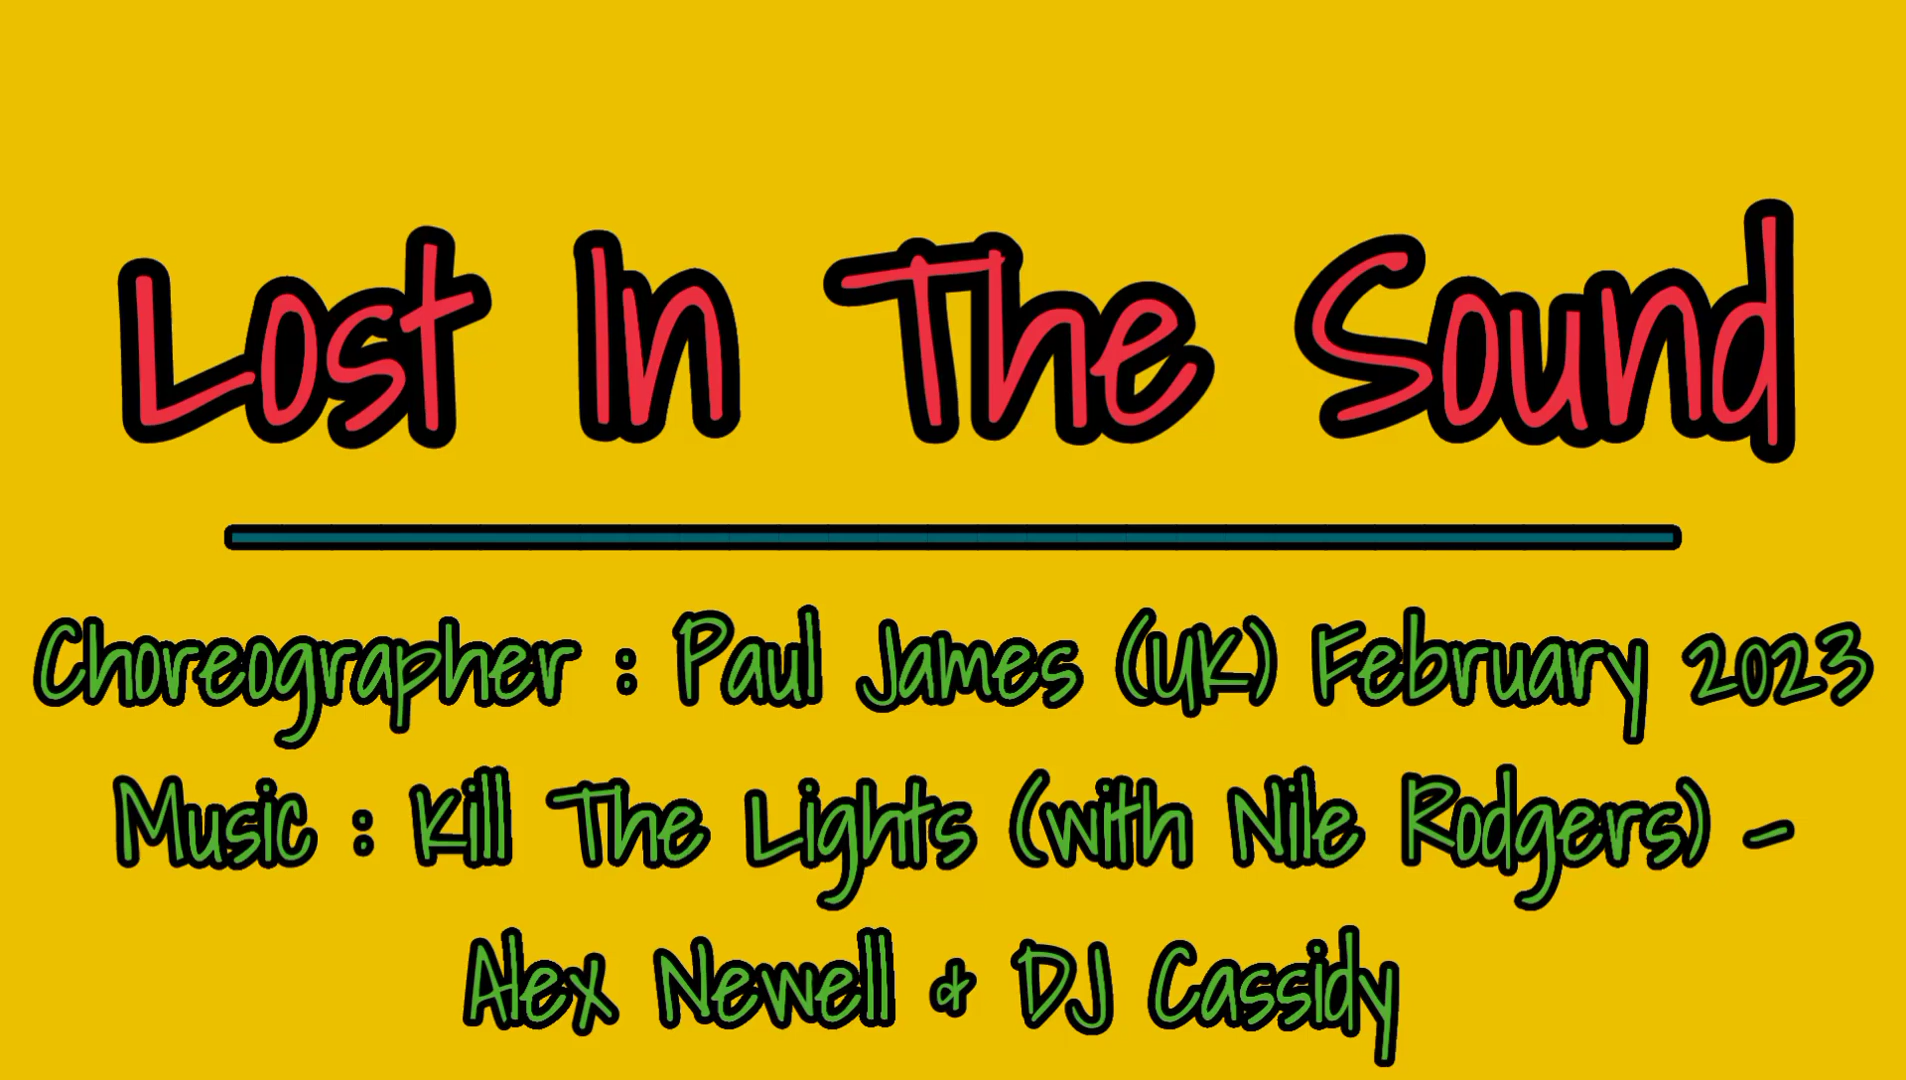 Lost In The Sound
Choreographer : Paul James (UK) February 2023
Music : Kill The Lights (with Nile Rodgers) -
Alex Newell & DJ Cassidy